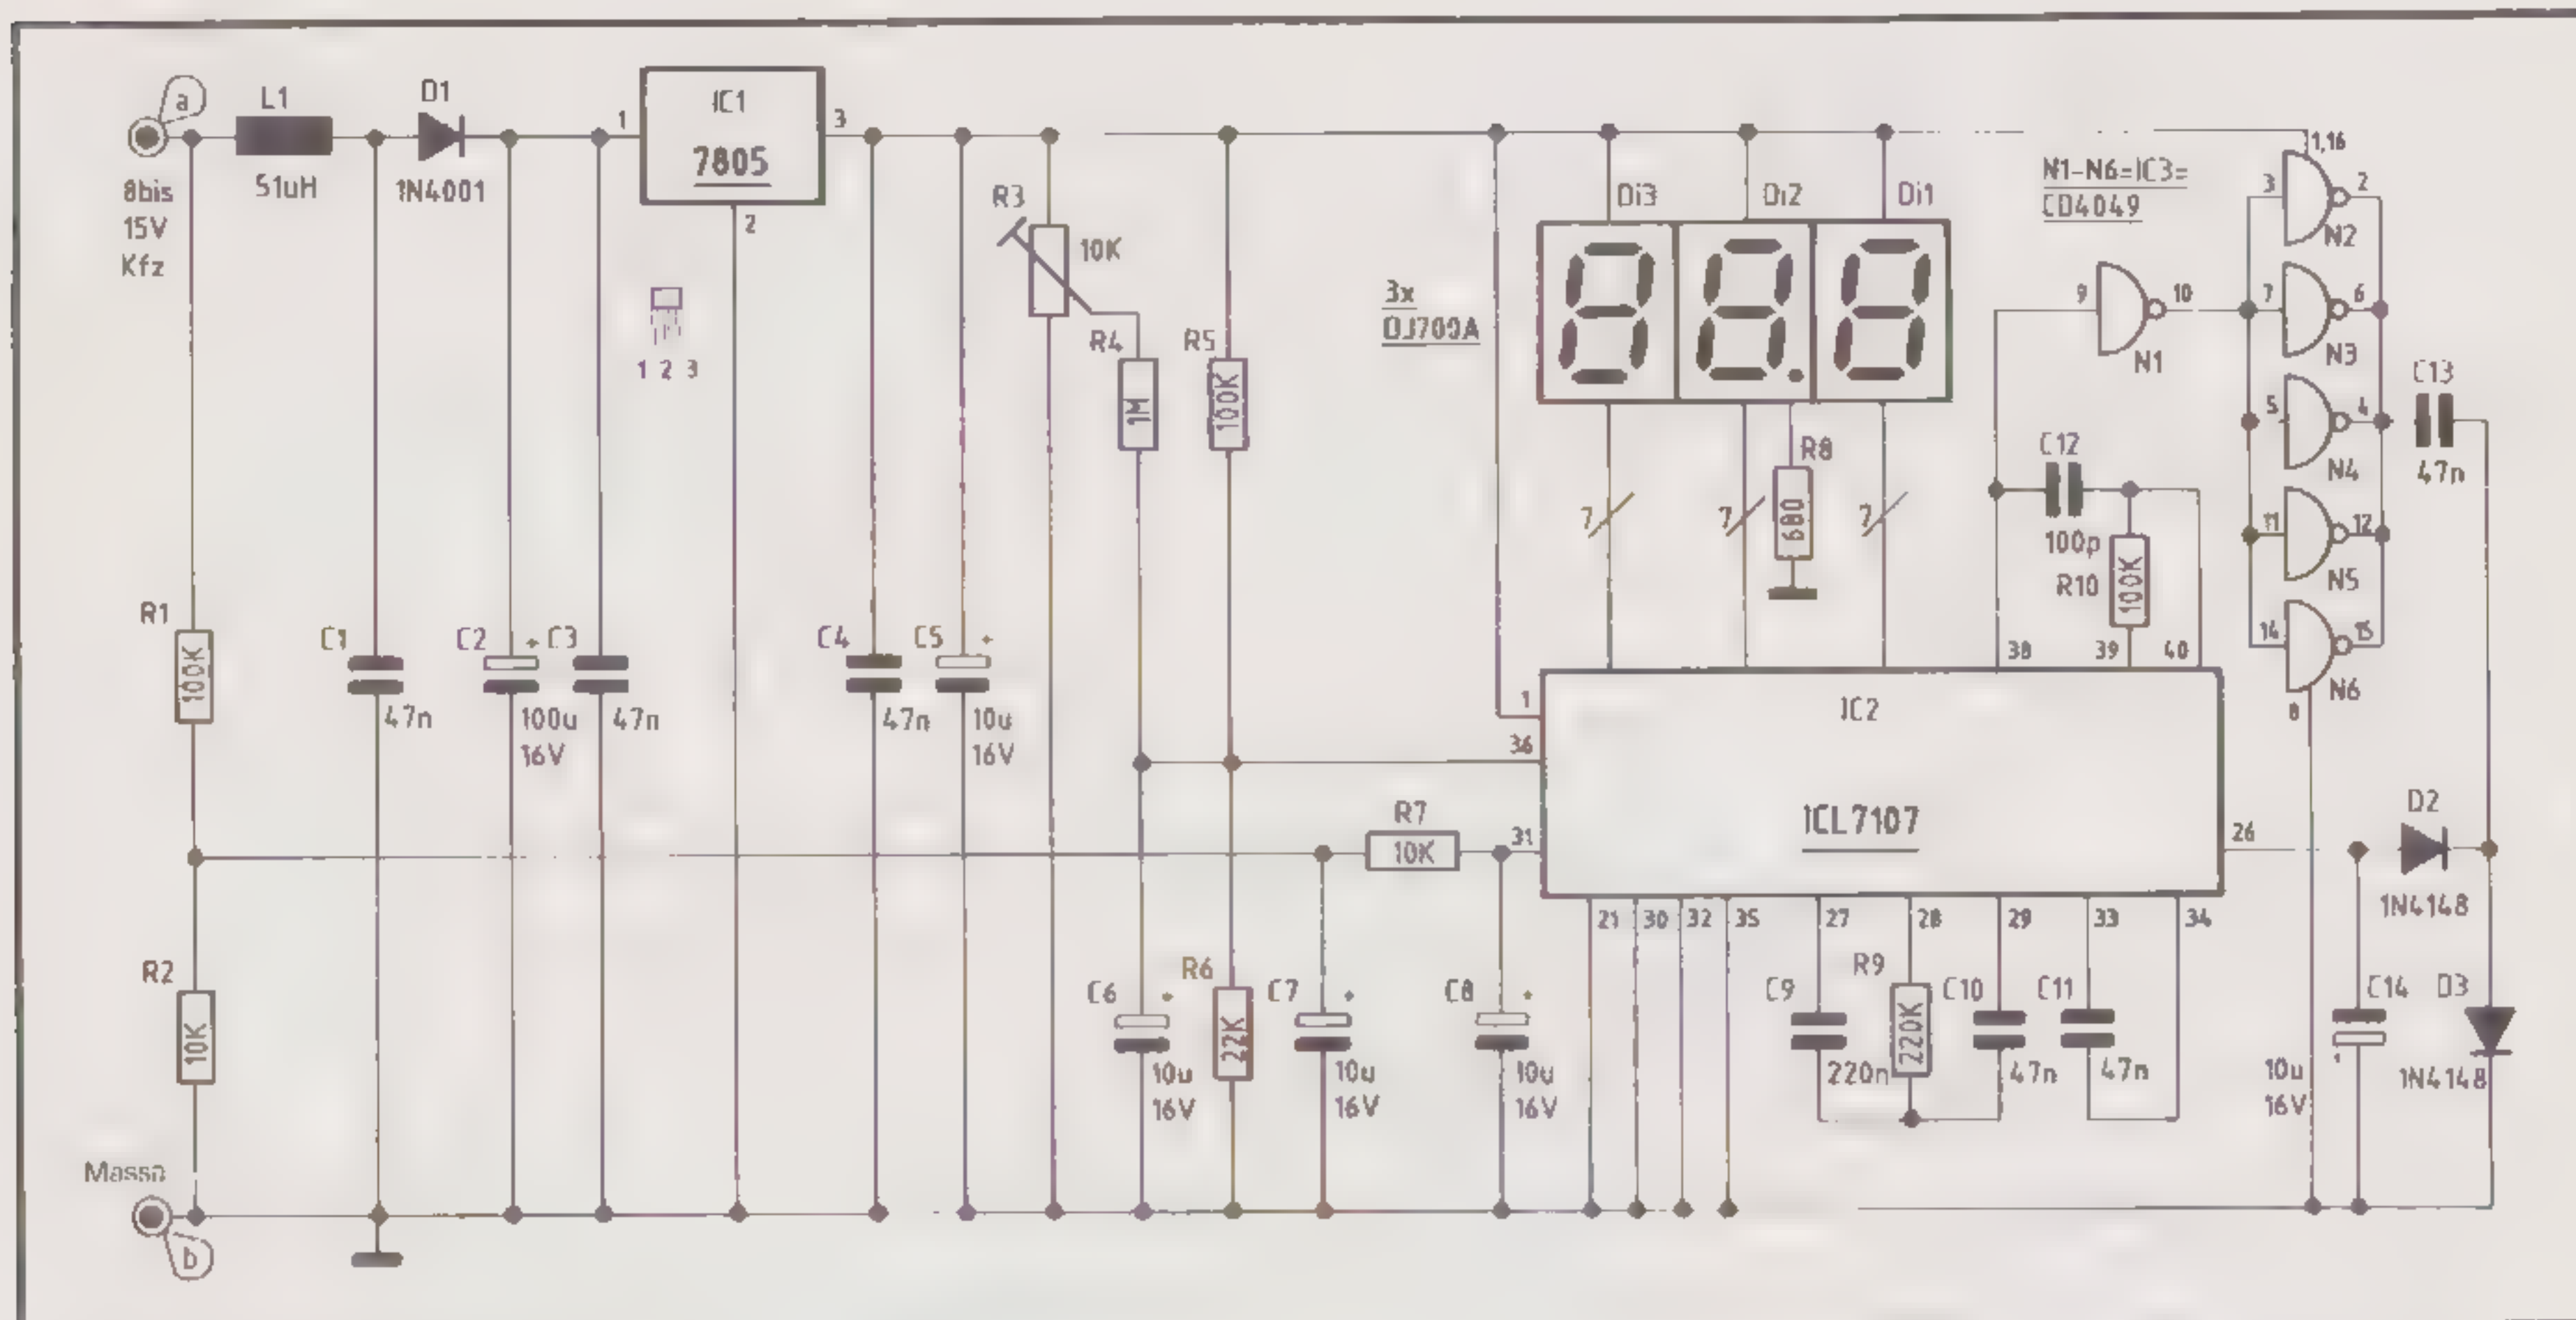 a
L1
51uH
D1
1N4001
8bis
15V
Kfz
1
IC1
7805
3
2
1 2 3
R3
10K
R4
1M
R5
100K
3x
DJ700A
Di3
Di2
Di1
7
7
7
R8
680
N1-N6=IC3=
CD4049
1,16
3
2
N2
9
10
N1
7
6
N3
5
4
N4
11
12
N5
14
15
N6
8
C13
47n
C12
100p
R10
100K
38
39
40
R1
100K
C1
47n
C2
+
100u
16V
C3
47n
C4
47n
C5
+
10u
16V
1
36
31
IC2
ICL7107
26
R7
10K
21
30
32
35
27
28
29
33
34
D2
1N4148
R2
10K
C6
+
10u
16V
R6
22K
C7
+
10u
16V
C8
+
10u
16V
C9
220n
R9
220K
C10
47n
C11
47n
C14
10u
16V
D3
1N4148
Masse
b